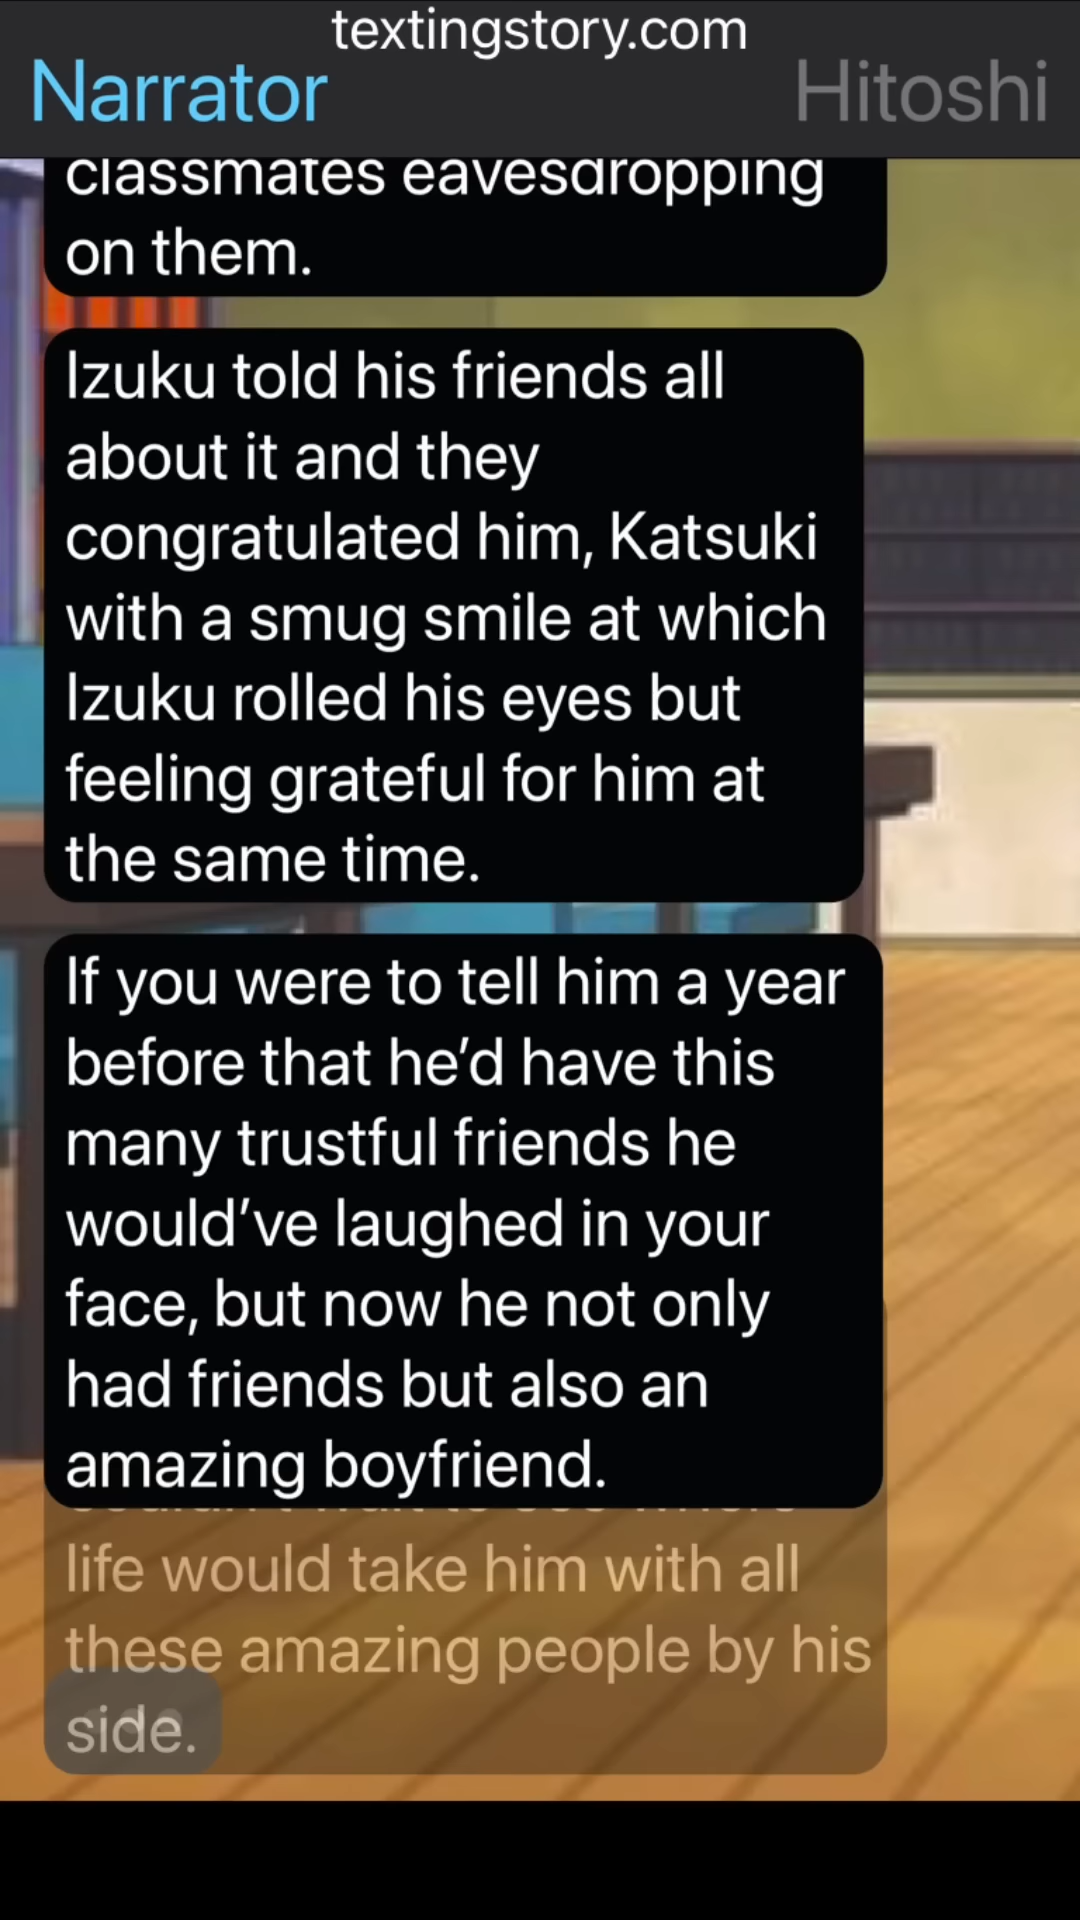 textingstory.com
Narrator
Hitoshi
classmates eavesdropping
on them.
Izuku told his friends all
about it and they
congratulated him, Katsuki
with a smug smile at which
Izuku rolled his eyes but
feeling grateful for him at
the same time.
If you were to tell him a year
before that he’d have this
many trustful friends he
would’ve laughed in your
face, but now he not only
had friends but also an
amazing boyfriend.
life would take him with all
these amazing people by his
side.